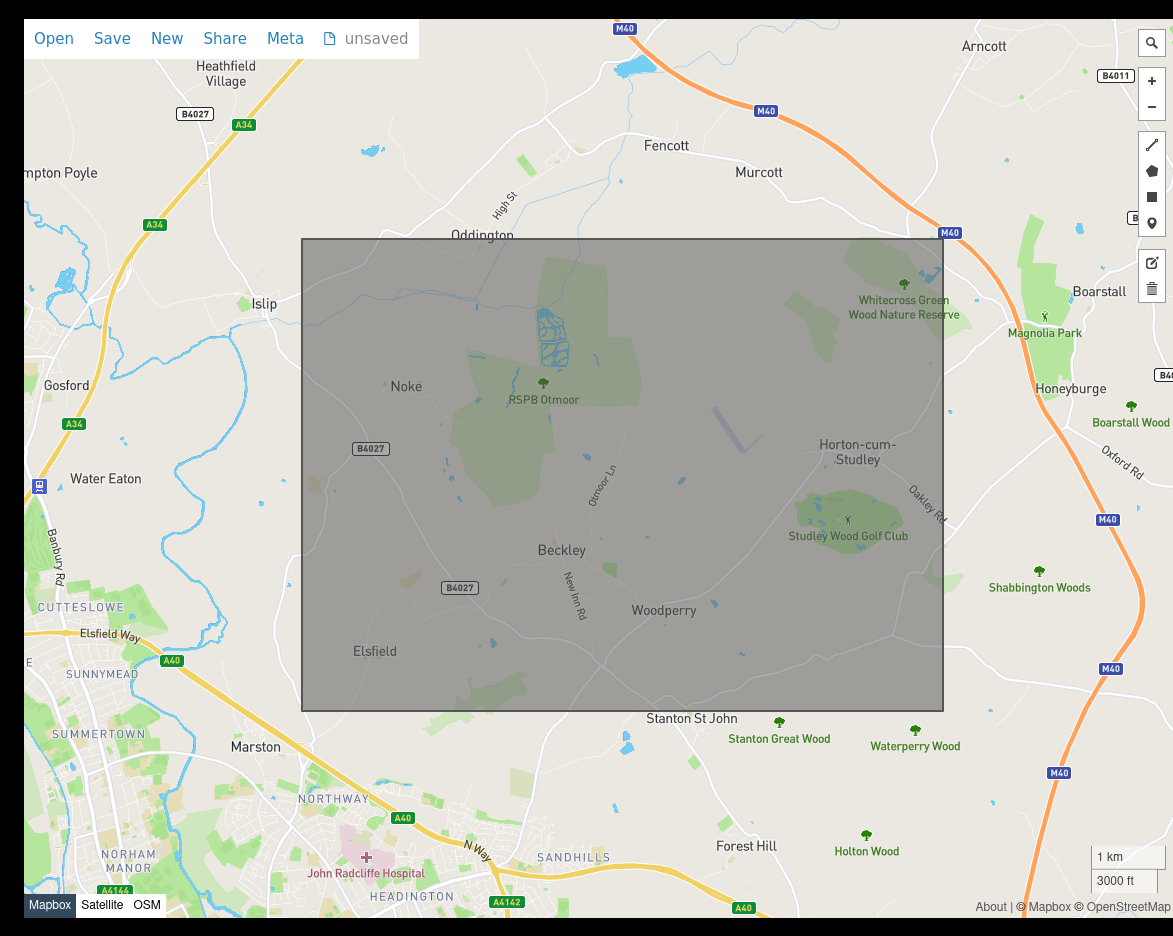 Open Save New Share Meta unsaved
M40
Arncott
Heathfield
Village
B4011
+
−
B4027
M40
A34
Fencott
Murcott
mpton Poyle
High St
A34
B
M40
Oddington
Islip
Whitecross Green
Wood Nature Reserve
Boarstall
Magnolia Park
Gosford
Noke
RSPB Otmoor
B40
Honeyburge
A34
Boarstall Wood
B4027
Horton-cum-
Studley
Oxford Rd
Water Eaton
Otmoor Ln
Oakley Rd
M40
Banbury Rd
Studley Wood Golf Club
Beckley
New Inn Rd
B4027
Shabbington Woods
CUTTESLOWE
Woodperry
Elsfield Way
Elsfield
E
A40
SUNNYMEAD
M40
SUMMERTOWN
Stanton St John
Stanton Great Wood
Waterperry Wood
Marston
M40
NORTHWAY
A40
N Way
Forest Hill
Holton Wood
NORHAM
MANOR
SANDHILLS
John Radcliffe Hospital
1 km
3000 ft
A4144
HEADINGTON
A4142
A40
Mapbox Satellite OSM
About | © Mapbox © OpenStreetMap